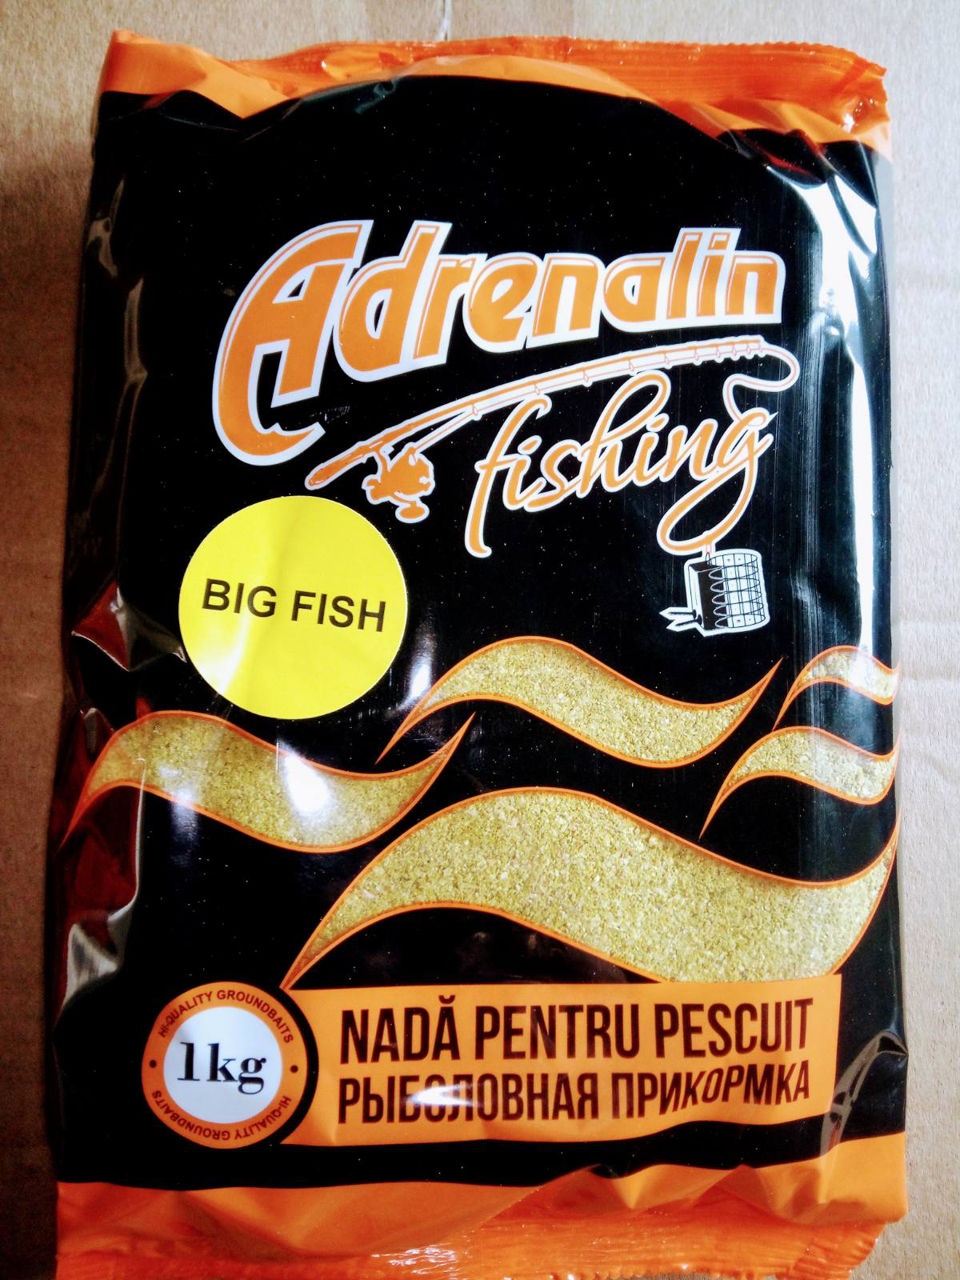 Adrenalin
fishing
BIG FISH
HI-QUALITY GROUNDBAITS
1kg
HI-QUALITY GROUNDBAITS
NADĂ PENTRU PESCUIT
РЫБОЛОВНАЯ ПРИКОРМКА